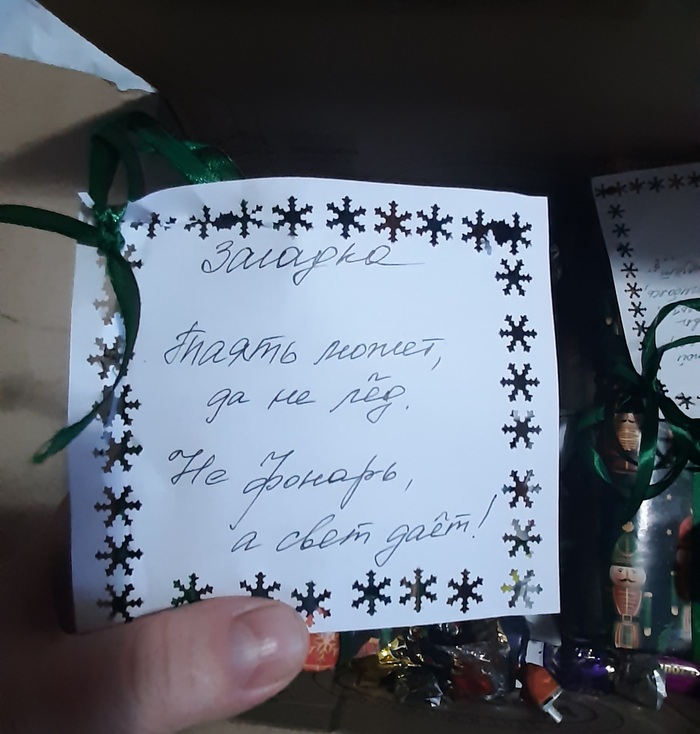 Загадка
Таять может,
да не лёд.
Не фонарь,
а свет даёт!